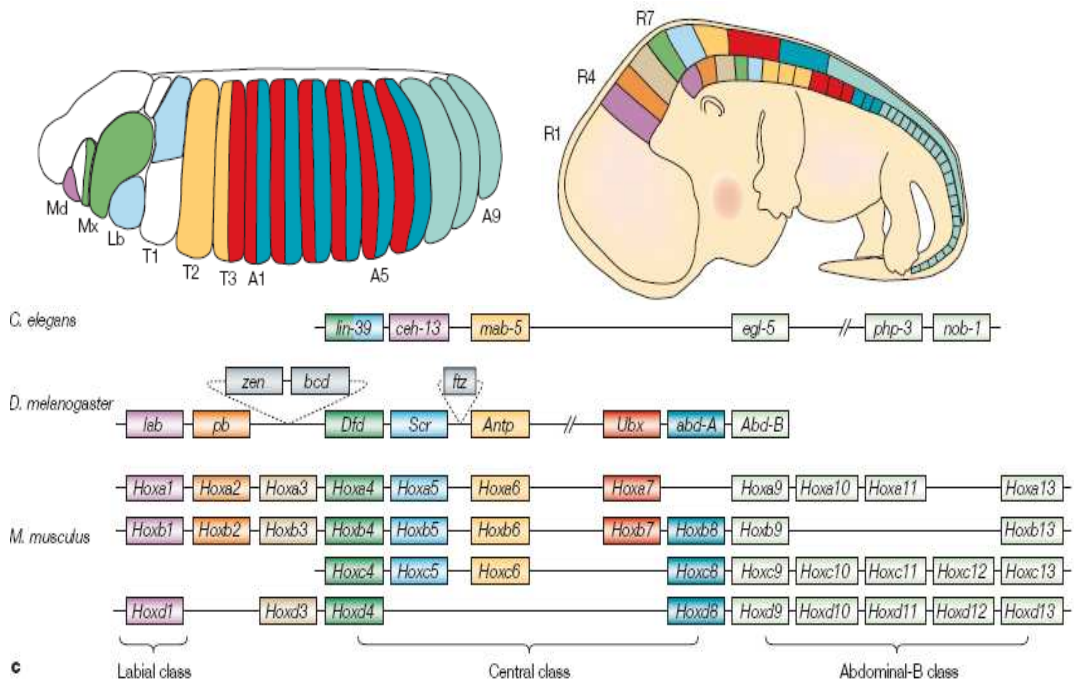 R7
R4
R1
Md
Mx
Lb
T1
T2
T3
A1
A5
A9
C. elegans
lin-39 ceh-13 mab-5 egl-5 // php-3 nob-1
zen bcd ftz
D. melanogaster
lab pb Dfd Scr Antp // Ubx abd-A Abd-B
Hoxa1 Hoxa2 Hoxa3 Hoxa4 Hoxa5 Hoxa6 Hoxa7 Hoxa9 Hoxa10 Hoxa11 Hoxa13
M. musculus
Hoxb1 Hoxb2 Hoxb3 Hoxb4 Hoxb5 Hoxb6 Hoxb7 Hoxb8 Hoxb9 Hoxb13
Hoxc4 Hoxc5 Hoxc6 Hoxc8 Hoxc9 Hoxc10 Hoxc11 Hoxc12 Hoxc13
Hoxd1 Hoxd3 Hoxd4 Hoxd8 Hoxd9 Hoxd10 Hoxd11 Hoxd12 Hoxd13
c Labial class Central class Abdominal-B class